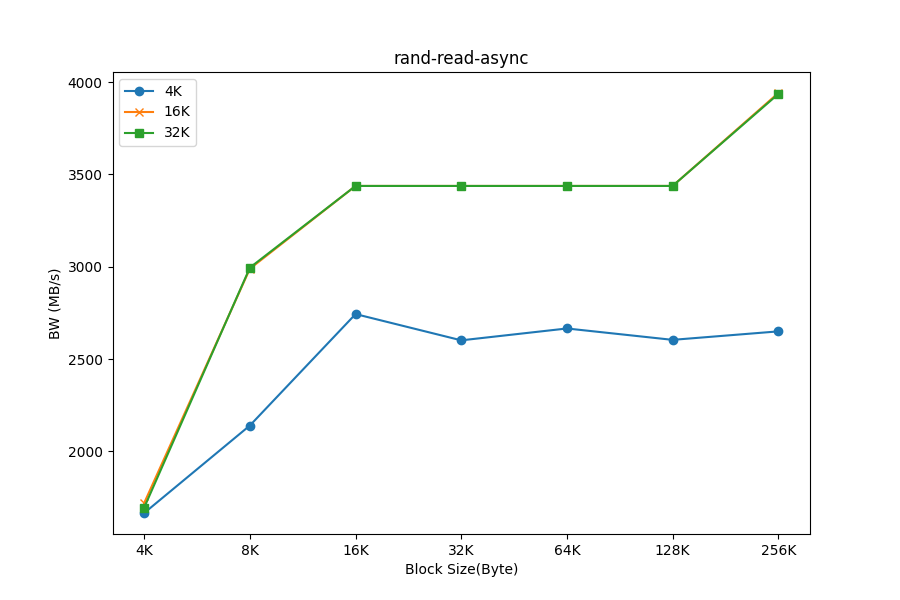 rand-read-async
4K
16K
32K
4000
3500
3000
2500
2000
BW (MB/s)
4K 8K 16K 32K 64K 128K 256K
Block Size(Byte)